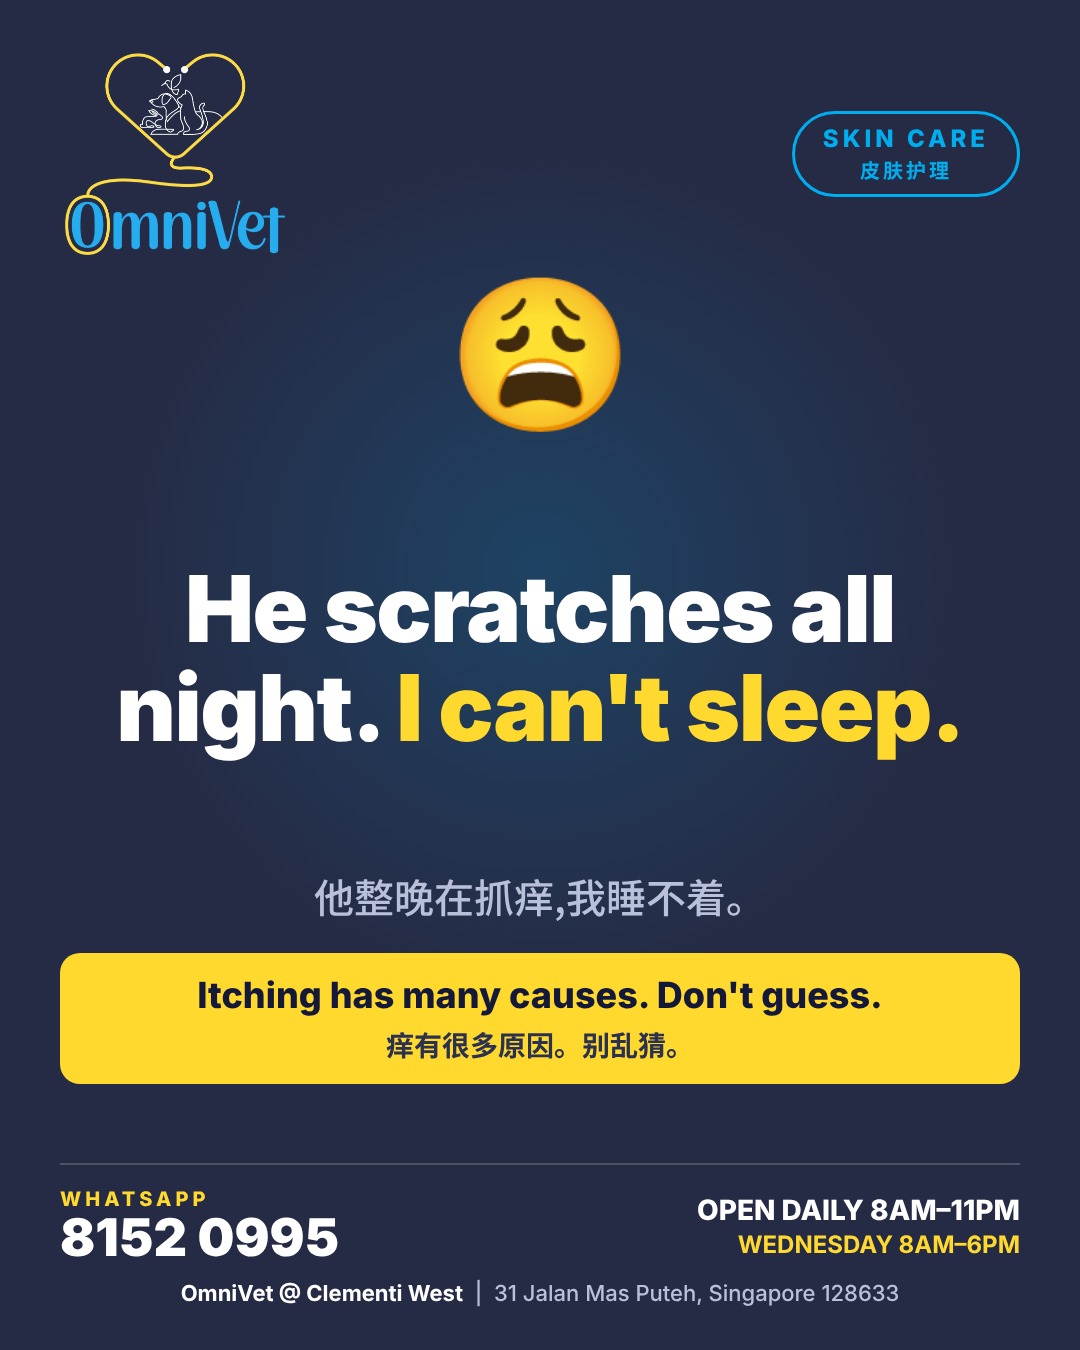 OmniVet
SKIN CARE
皮肤护理
He scratches all
night. I can't sleep.
他整晚在抓痒,我睡不着。
Itching has many causes. Don't guess.
痒有很多原因。别乱猜。
WHATSAPP
8152 0995
OPEN DAILY 8AM–11PM
WEDNESDAY 8AM–6PM
OmniVet @ Clementi West | 31 Jalan Mas Puteh, Singapore 128633